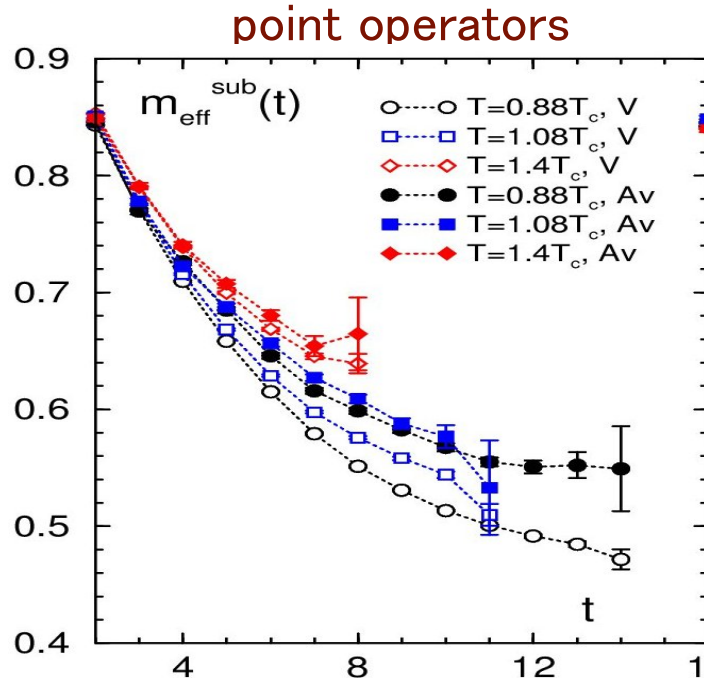 point operators
0.9
m_eff^sub(t)
T=0.88T_c, V
T=1.08T_c, V
T=1.4T_c, V
T=0.88T_c, Av
T=1.08T_c, Av
T=1.4T_c, Av
0.8
0.7
0.6
0.5
t
0.4
4
8
12